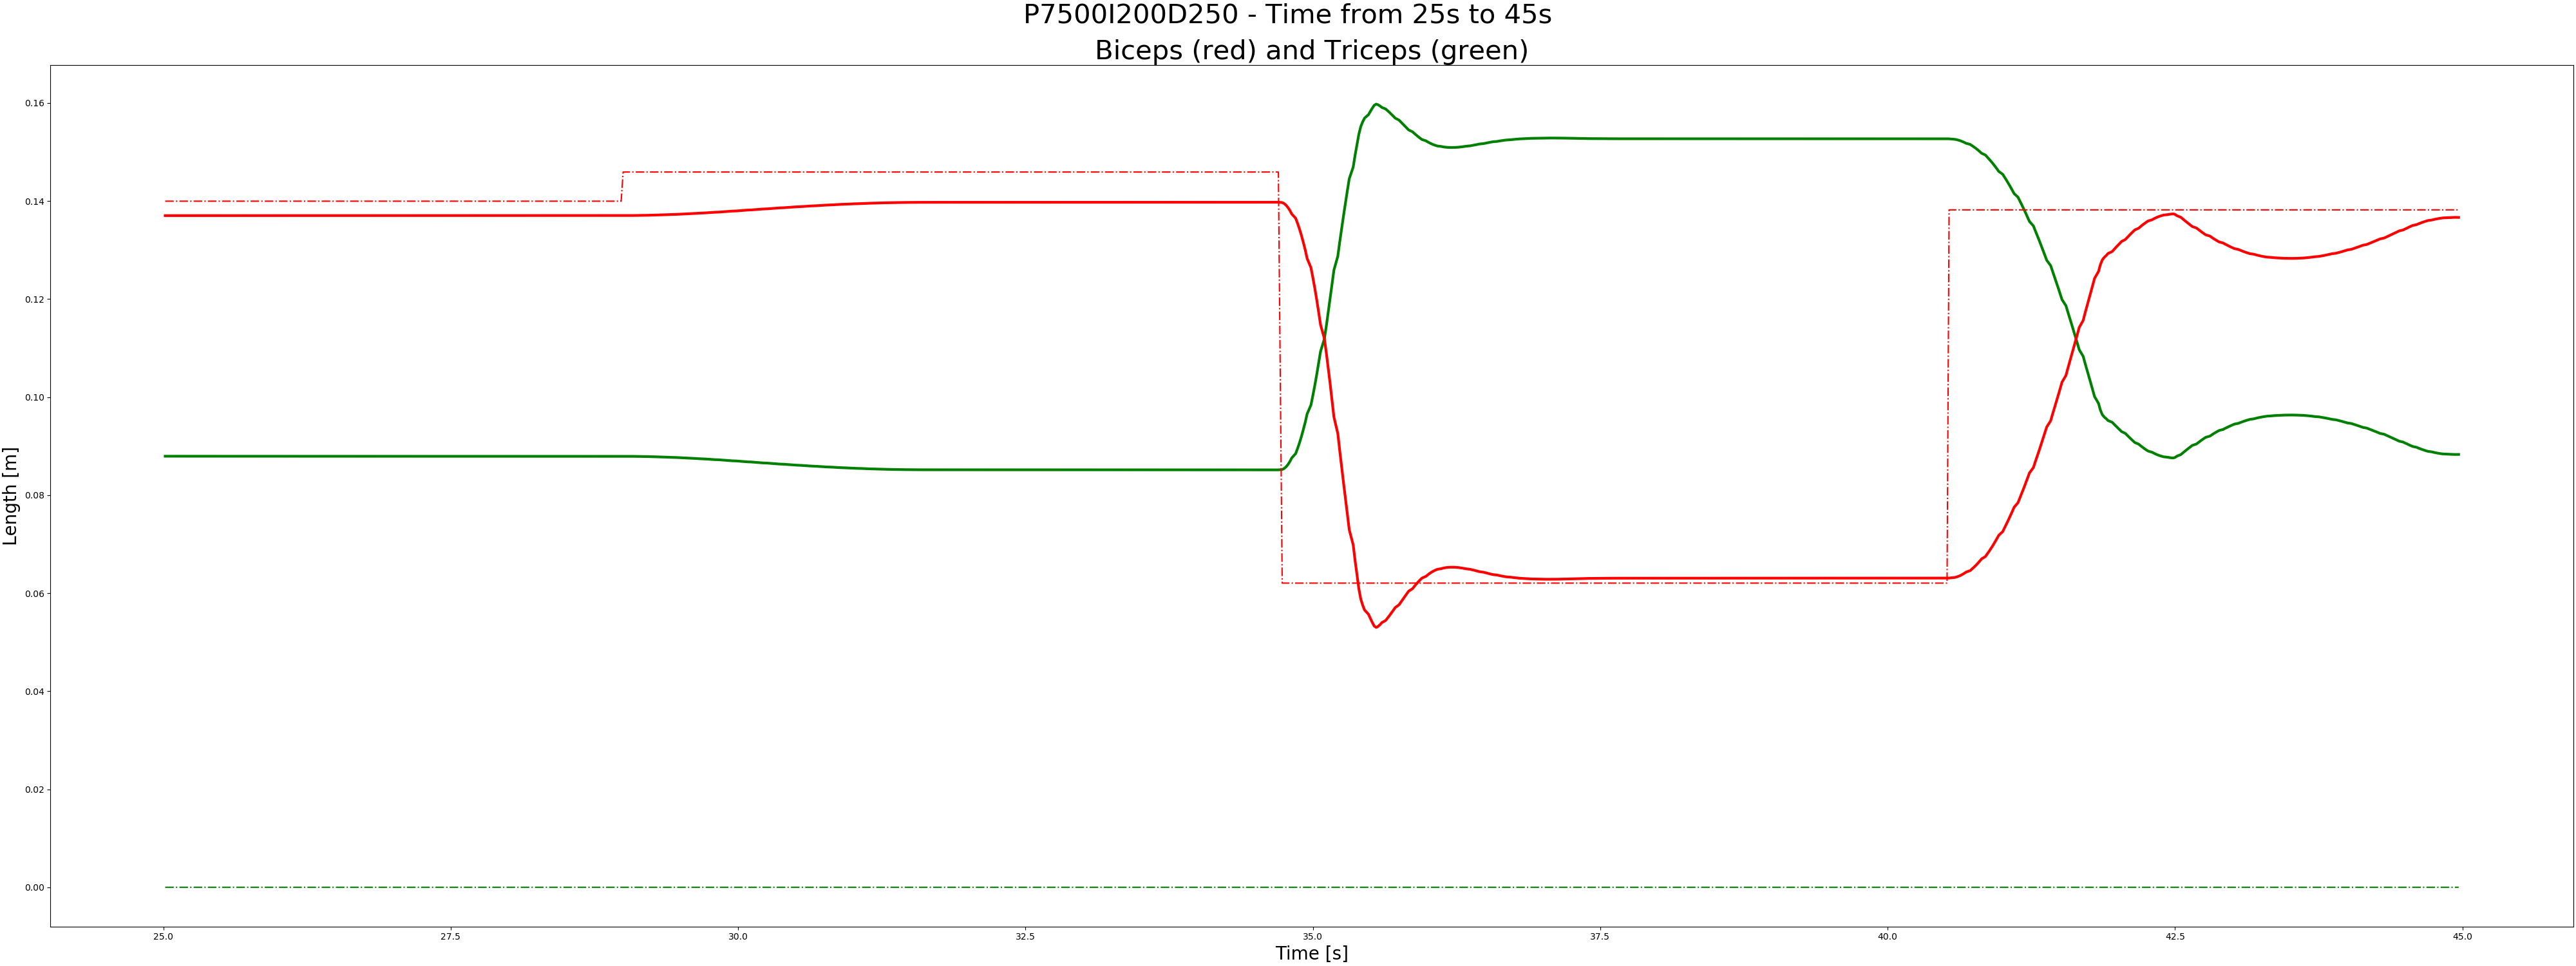 P7500I200D250 - Time from 25s to 45s
Biceps (red) and Triceps (green)
0.16
0.14
0.12
0.10
0.08
0.06
0.04
0.02
0.00
Length [m]
25.0 27.5 30.0 32.5 35.0 37.5 40.0 42.5 45.0
Time [s]